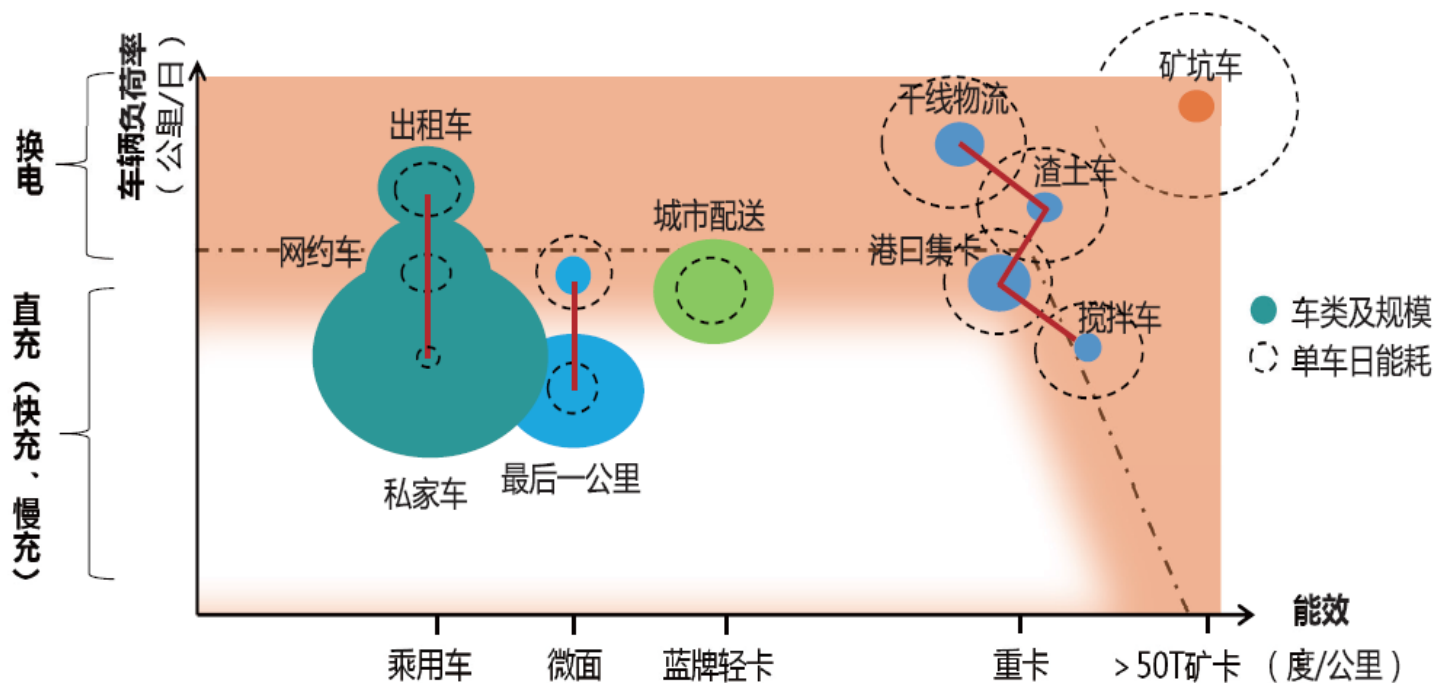 车辆负荷率
（公里/日）
换电
直充（快充、慢充）
出租车
网约车
私家车
最后一公里
城市配送
干线物流
渣土车
港口集卡
搅拌车
矿坑车
车类及规模
单车日能耗
能效
乘用车
微面
蓝牌轻卡
重卡
＞50T矿卡
（度/公里）